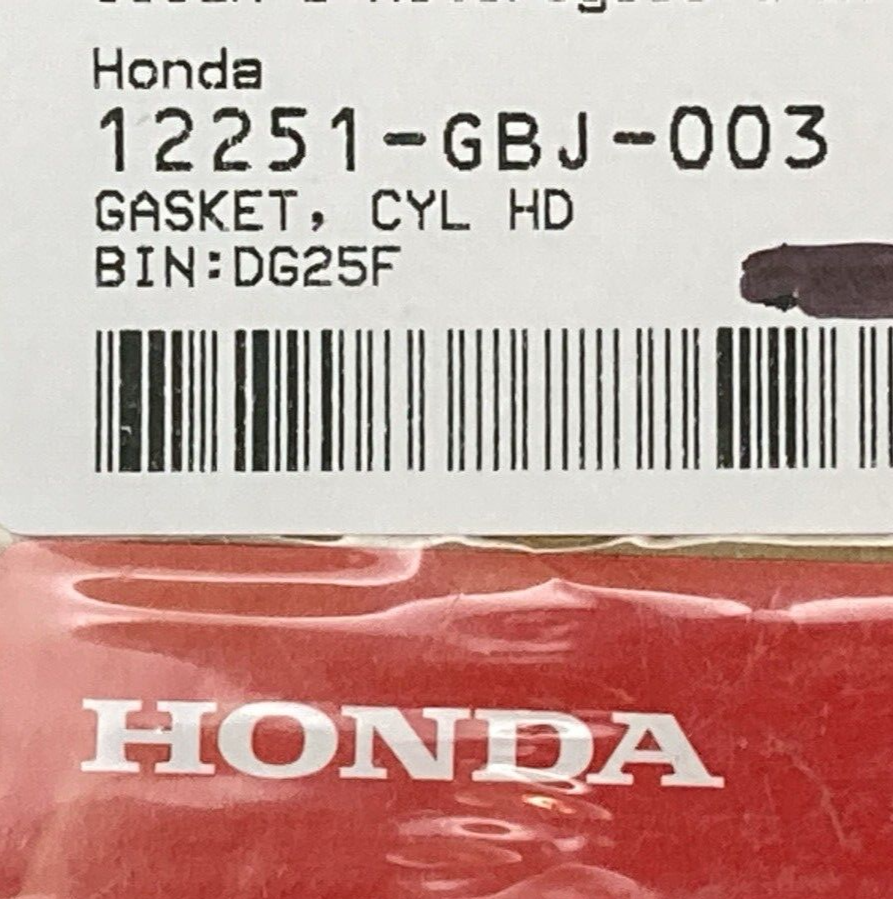 Honda
12251-GBJ-003
GASKET, CYL HD
BIN:DG25F
HONDA